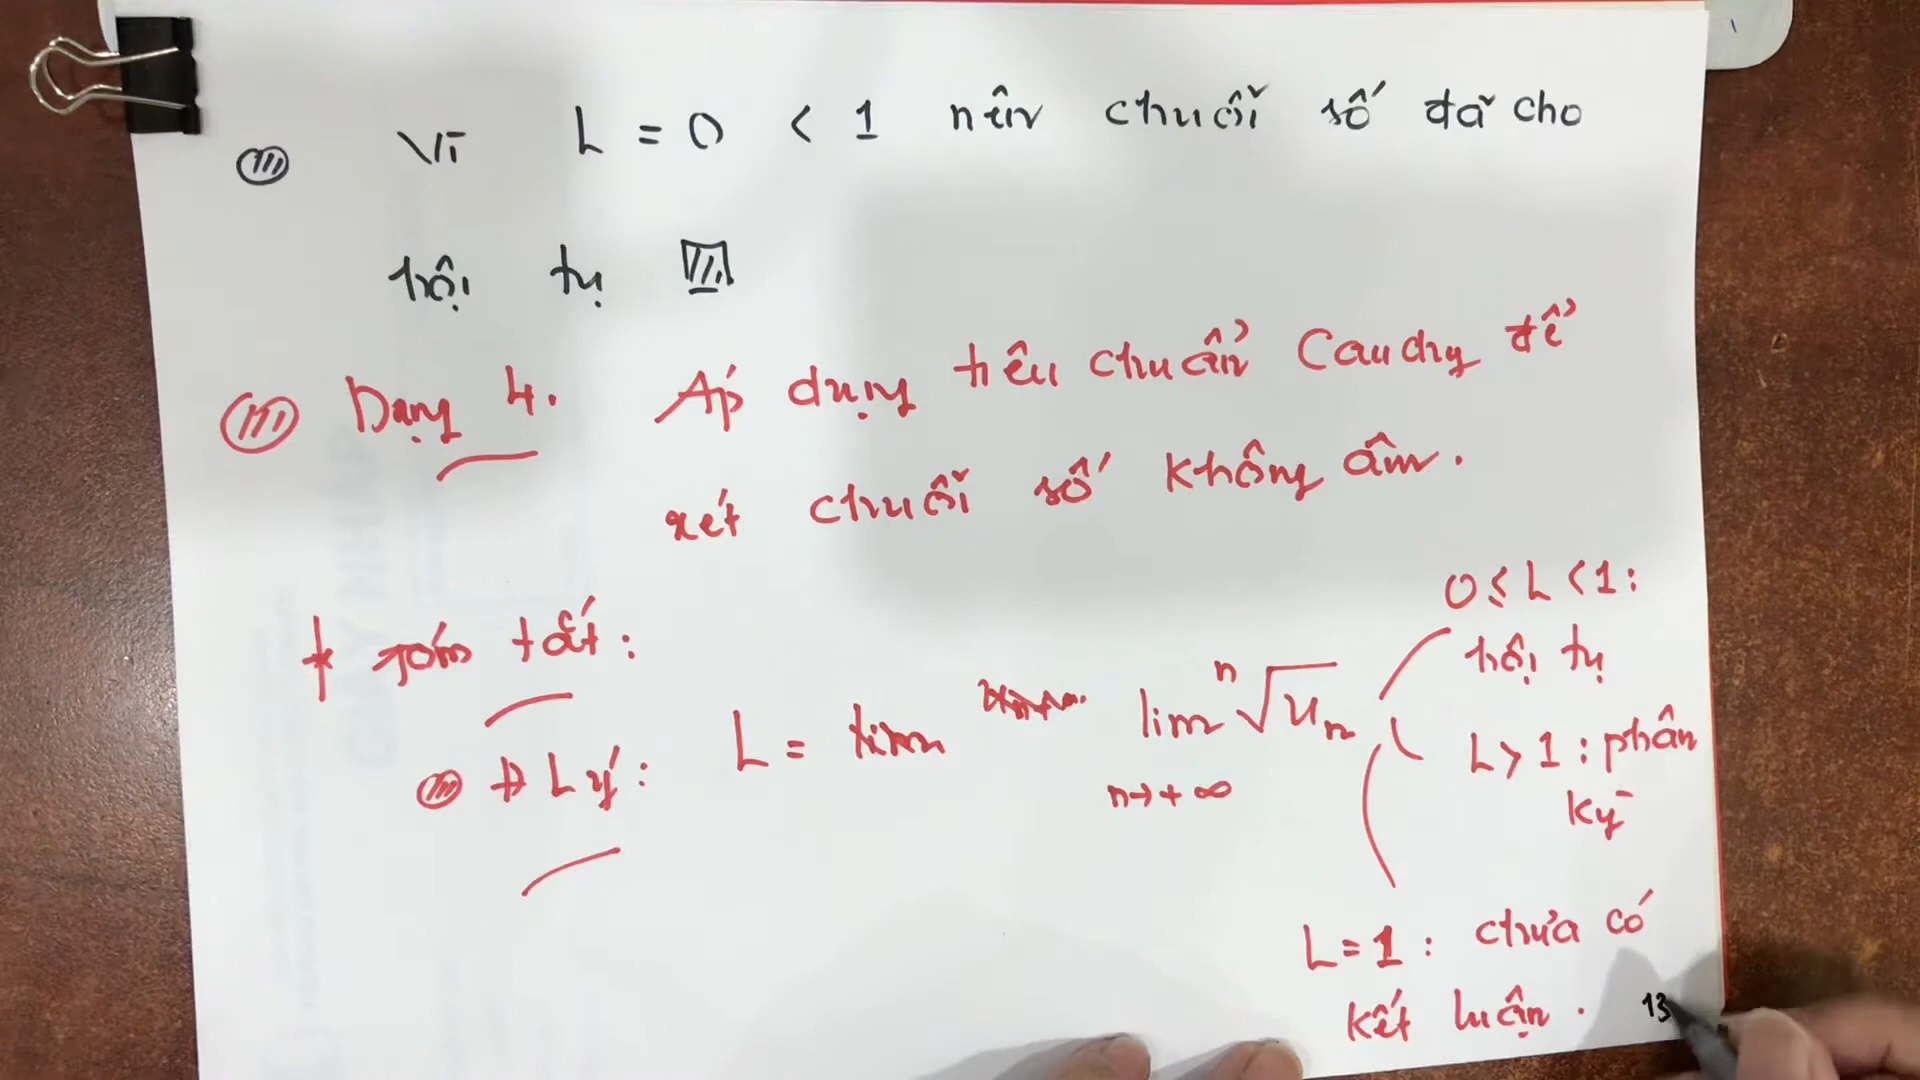 Vì L = 0 < 1 nên chuỗi số đã cho
hội tụ
Dạng 4. Áp dụng tiêu chuẩn Cauchy để
xét chuỗi số không âm.
* Tóm tắt:
Đ Lý: L = lim n√un
n→+∞
0 ≤ L < 1:
hội tụ
L > 1: phân
kỳ
L = 1: chưa có
kết luận.
13